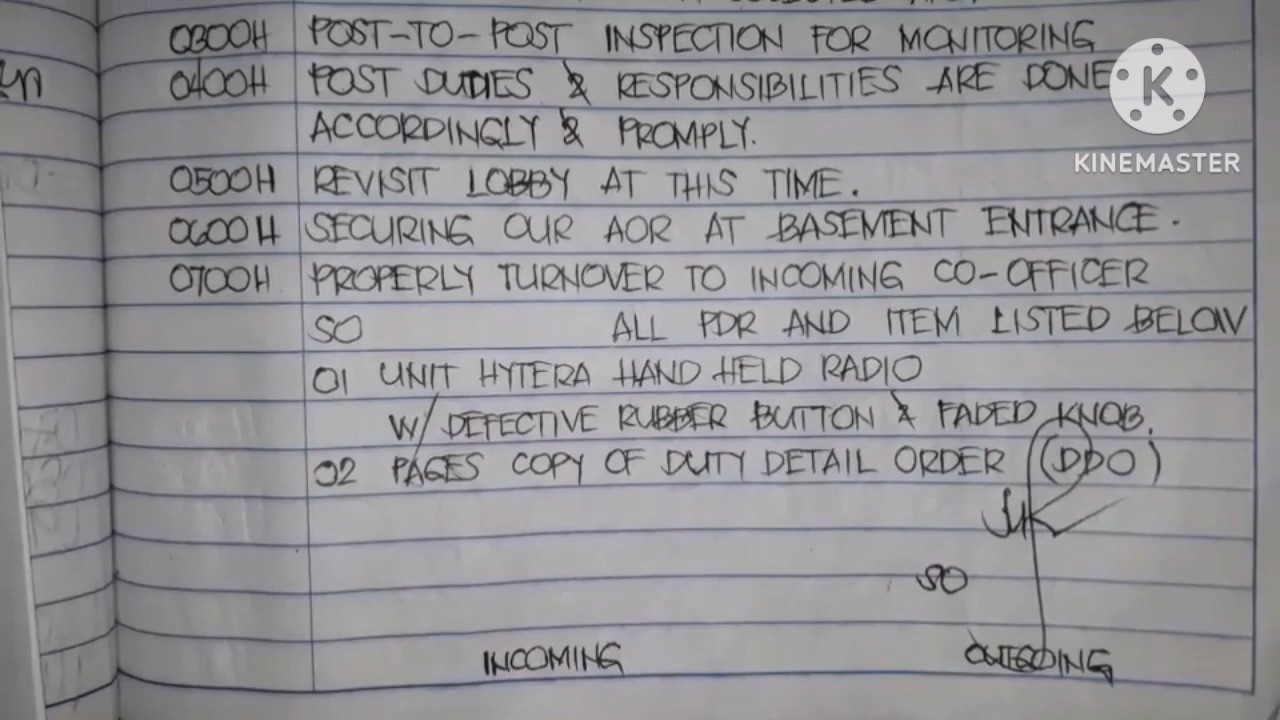 0300H POST-TO-POST INSPECTION FOR MONITORING
0400H POST DUTIES & RESPONSIBILITIES ARE DONE
ACCORDINGLY & PROMPLY.
0500H REVISIT LOBBY AT THIS TIME.
0600H SECURING OUR AOR AT BASEMENT ENTRANCE.
0700H PROPERLY TURNOVER TO INCOMING CO-OFFICER
SO ALL PDR AND ITEM LISTED BELOW
01 UNIT HYTERA HAND HELD RADIO
W/ DEFECTIVE RUBBER BUTTON & FADED KNOB.
02 PAGES COPY OF DUTY DETAIL ORDER (DDO)
SO
INCOMING OUTGOING
K
KINEMASTER